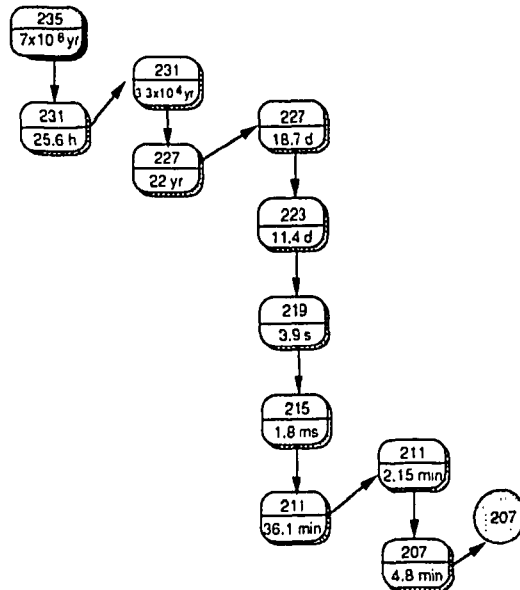 235
7x10⁸ yr
231
25.6 h
231
3 3x10⁴ yr
227
22 yr
227
18.7 d
223
11.4 d
219
3.9 s
215
1.8 ms
211
36.1 min
211
2.15 min
207
4.8 min
207